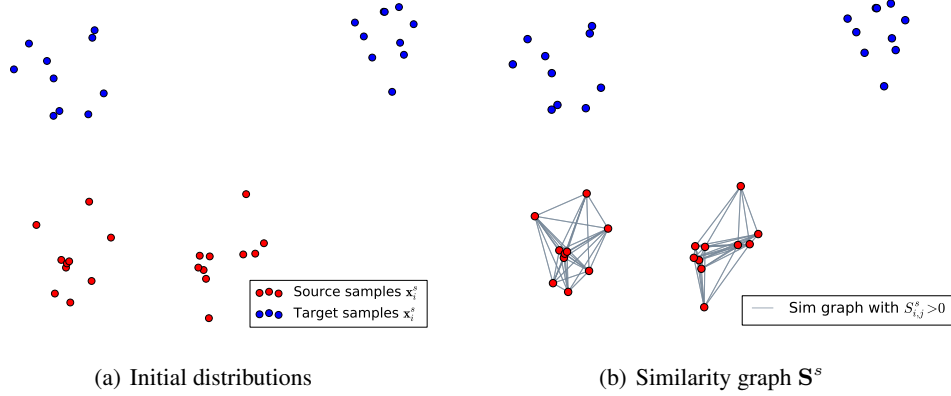 Source samples x_i^s
Target samples x_i^s
Sim graph with S_{i,j}^s>0
(a) Initial distributions
(b) Similarity graph S^s